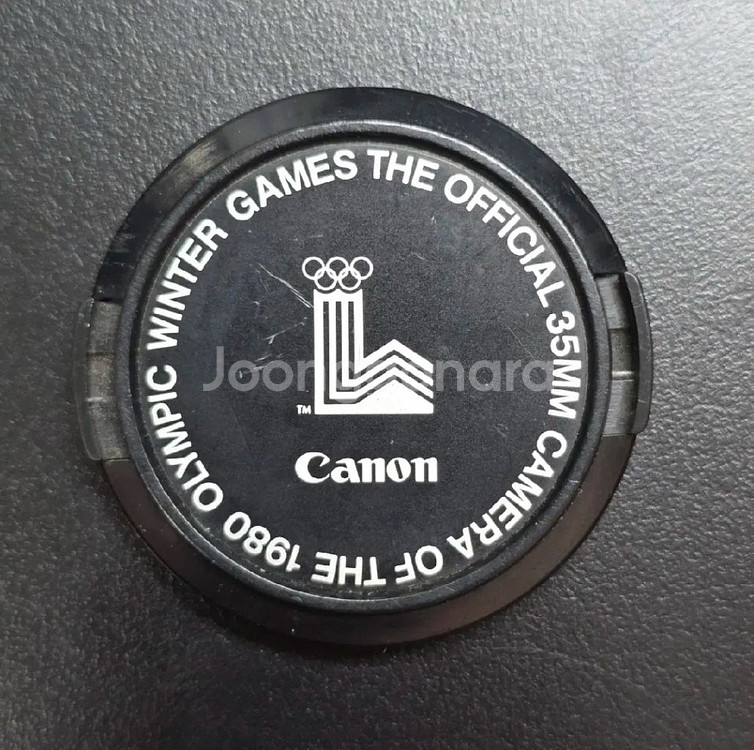 THE OFFICIAL 35MM CAMERA OF THE 1980 OLYMPIC WINTER GAMES
TM
Canon